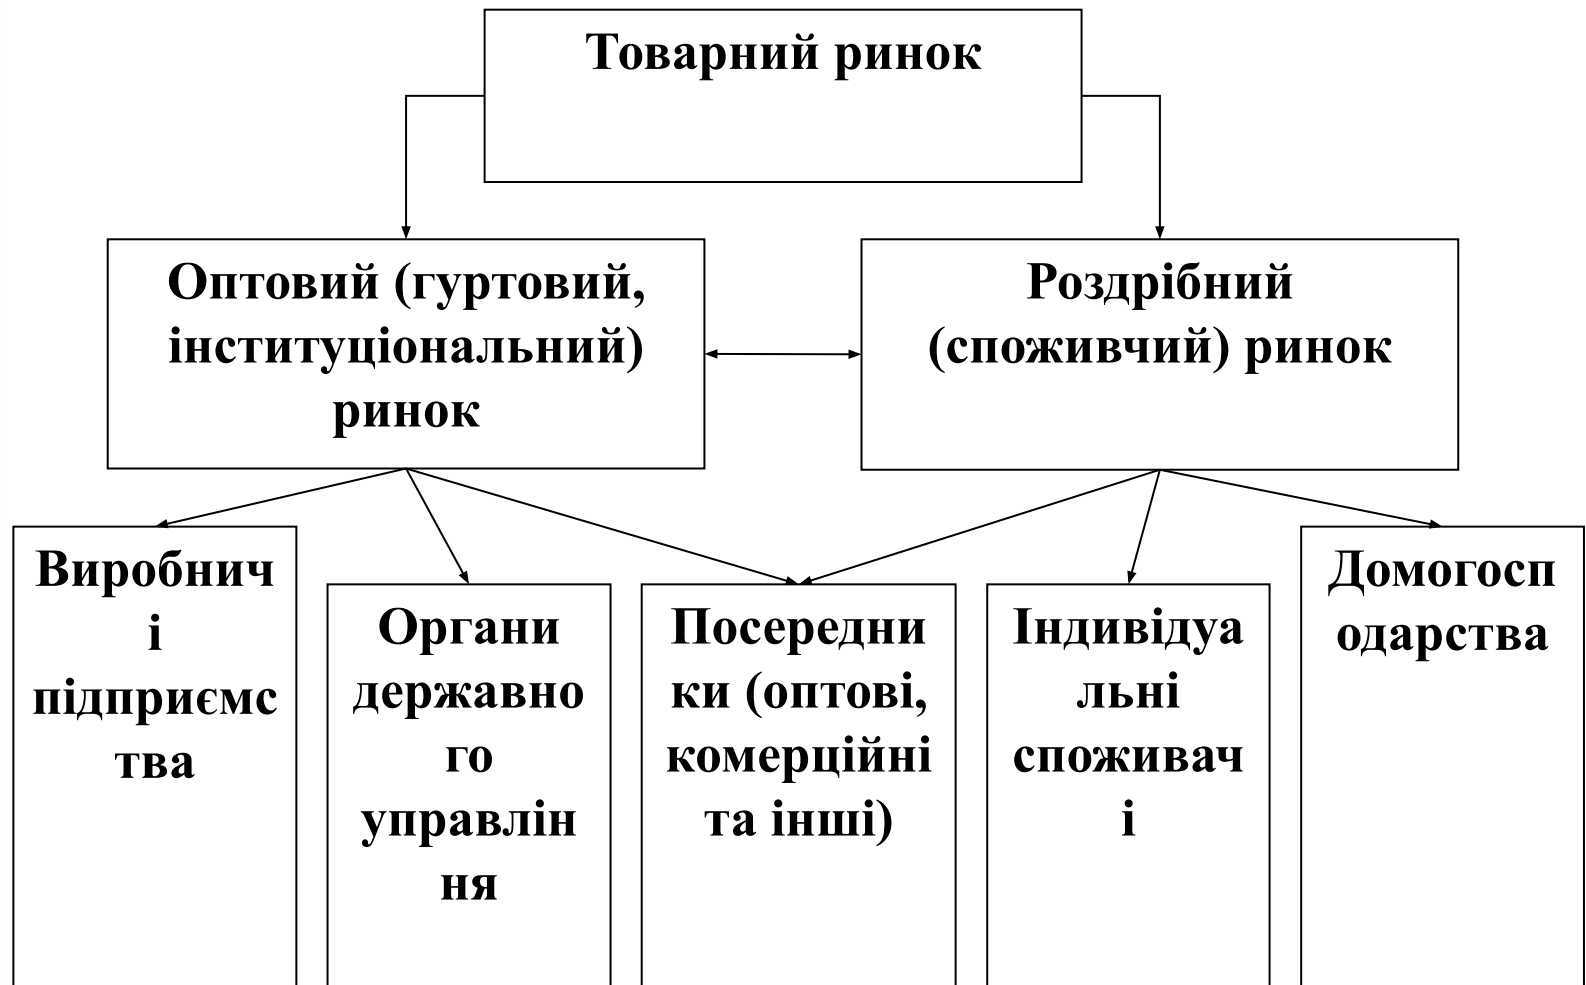 Товарний ринок
Оптовий (гуртовий,
інституціональний)
ринок
Роздрібний
(споживчий) ринок
Виробнич
і
підприємс
тва
Органи
державно
го
управлін
ня
Посередни
ки (оптові,
комерційні
та інші)
Індивідуа
льні
споживач
і
Домогосп
одарства